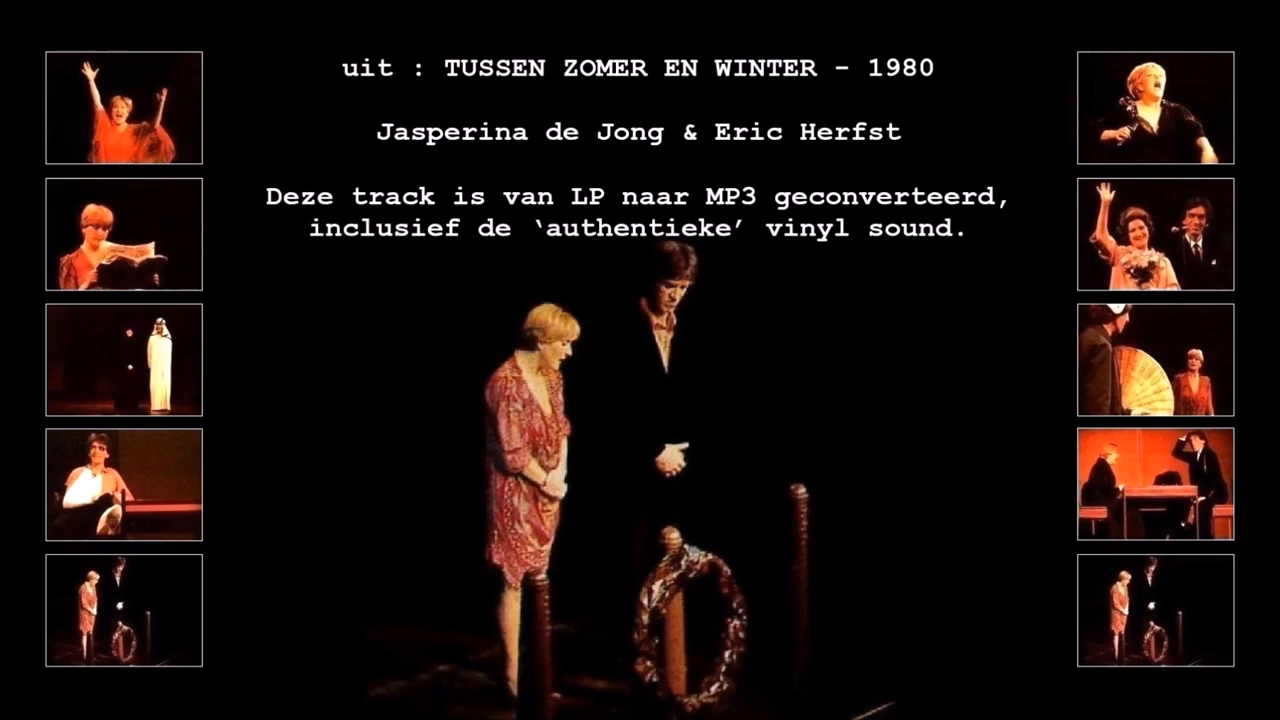 uit : TUSSEN ZOMER EN WINTER – 1980
Jasperina de Jong & Eric Herfst
Deze track is van LP naar MP3 geconverteerd,
inclusief de ‘authentieke’ vinyl sound.